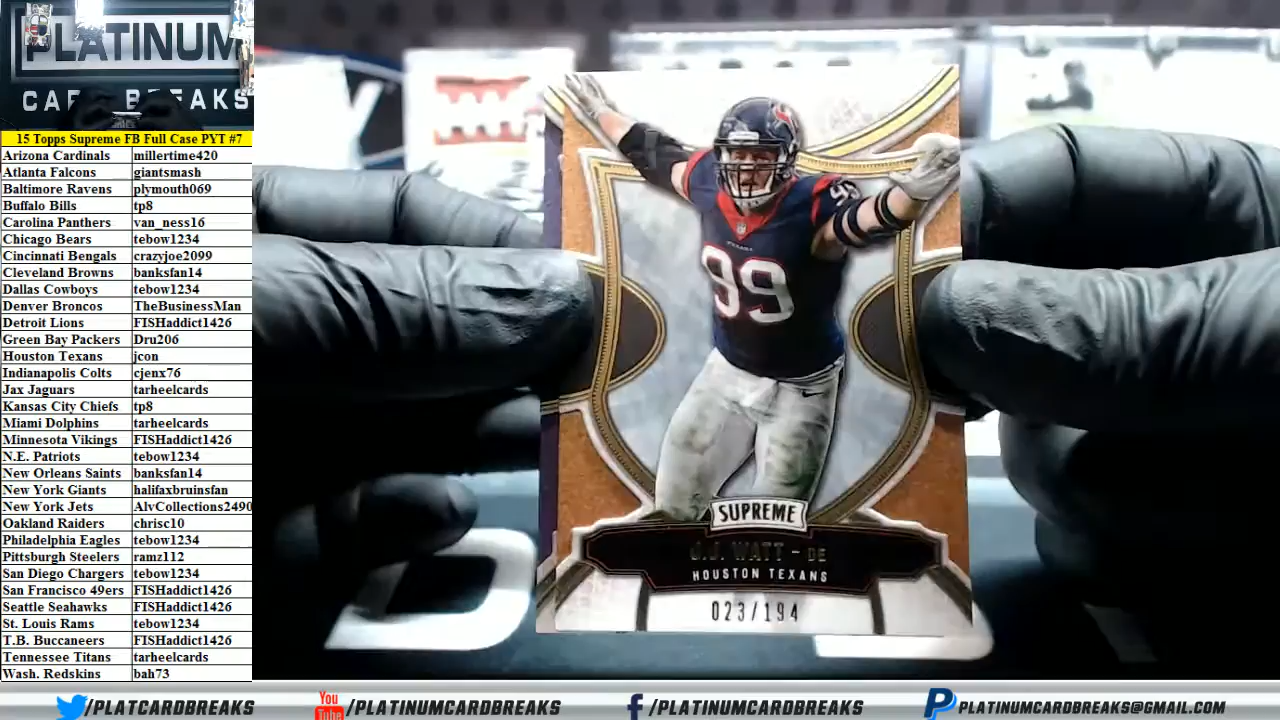 PLATINUM
CARD BREAKS
15 Topps Supreme FB Full Case PYT #7
Arizona Cardinals millertime420
Atlanta Falcons giantsmash
Baltimore Ravens plymouth069
Buffalo Bills tp8
Carolina Panthers van_ness16
Chicago Bears tebow1234
Cincinnati Bengals crazyjoe2099
Cleveland Browns banksfan14
Dallas Cowboys tebow1234
Denver Broncos TheBusinessMan
Detroit Lions FISHaddict1426
Green Bay Packers Dru206
Houston Texans jcon
Indianapolis Colts cjenx76
Jax Jaguars tarheelcards
Kansas City Chiefs tp8
Miami Dolphins tarheelcards
Minnesota Vikings FISHaddict1426
N.E. Patriots tebow1234
New Orleans Saints banksfan14
New York Giants halifaxbruinsfan
New York Jets AlvCollections2490
Oakland Raiders chrisc10
Philadelphia Eagles tebow1234
Pittsburgh Steelers ramz112
San Diego Chargers tebow1234
San Francisco 49ers FISHaddict1426
Seattle Seahawks FISHaddict1426
St. Louis Rams tebow1234
T.B. Buccaneers FISHaddict1426
Tennessee Titans tarheelcards
Wash. Redskins bah73
99
99
SUPREME
J.J. WATT - DE
HOUSTON TEXANS
023/194
/PLATCARDBREAKS
You
Tube
/PLATINUMCARDBREAKS
/PLATINUMCARDBREAKS
PLATINUMCARDBREAKS@GMAIL.COM